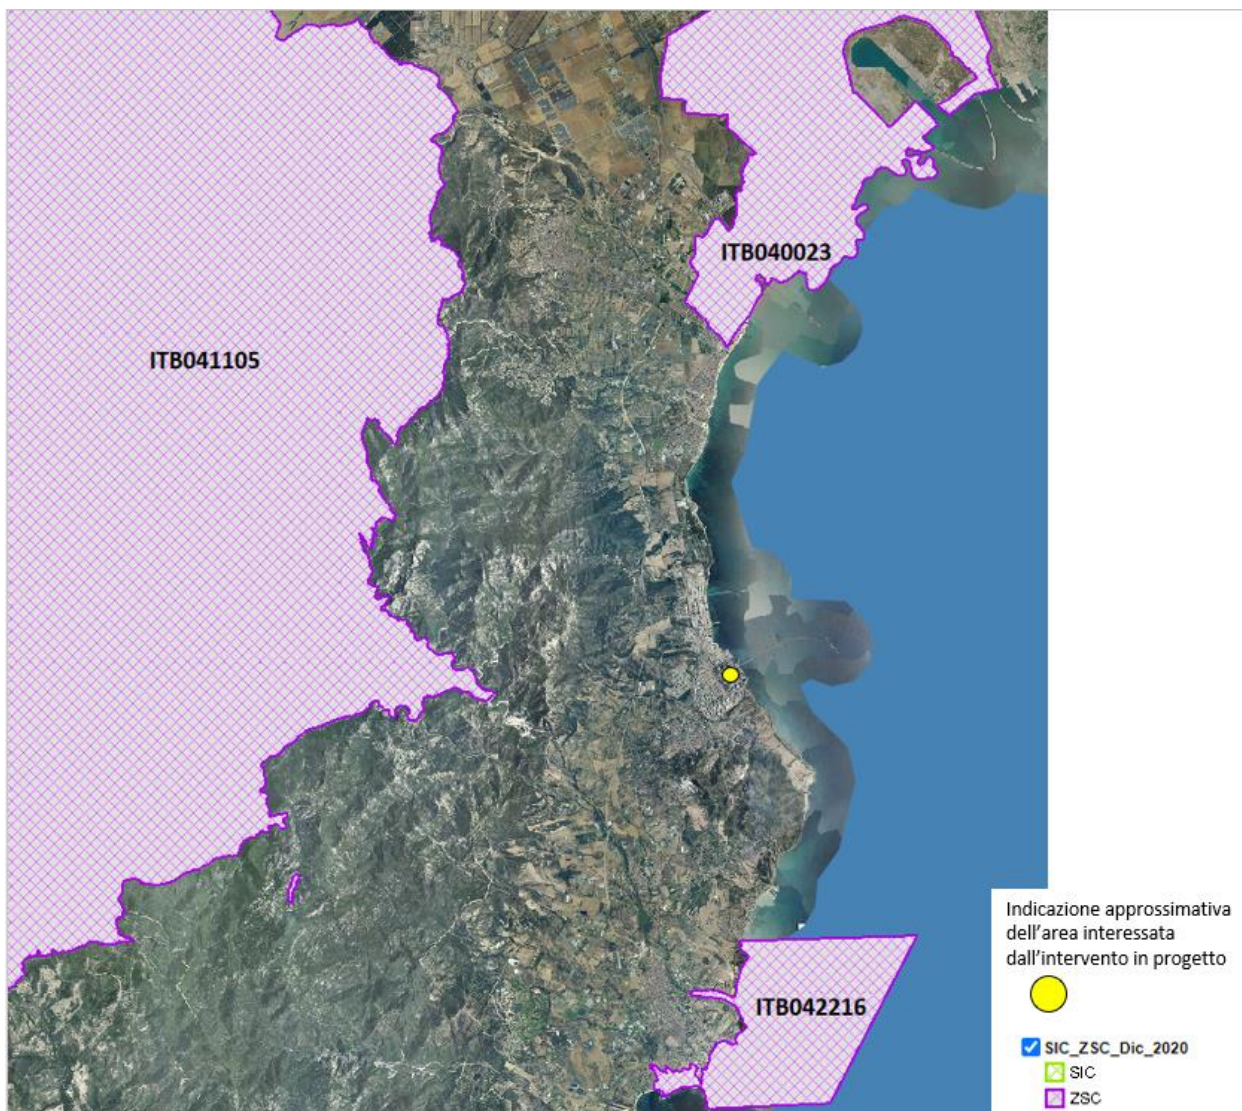 ITB040023
ITB041105
ITB042216
Indicazione approssimativa
dell'area interessata
dall'intervento in progetto
SIC_ZSC_Dic_2020
SIC
ZSC